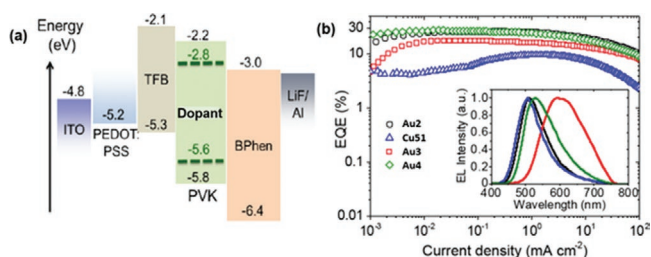 (a)
Energy
(eV)
-4.8
ITO
-5.2
PEDOT:
PSS
-2.1
TFB
-5.3
-2.2
-2.8
Dopant
-5.6
-5.8
PVK
-3.0
BPhen
-6.4
LiF/
Al
(b)
EQE (%)
30
10
1
0.1
0.01
Au2
Cu51
Au3
Au4
EL Intensity (a.u.)
1.0
0.8
0.6
0.4
0.2
0
400 500 600 700 800
Wavelength (nm)
10⁻³ 10⁻² 10⁻¹ 10⁰ 10¹ 10²
Current density (mA cm⁻²)